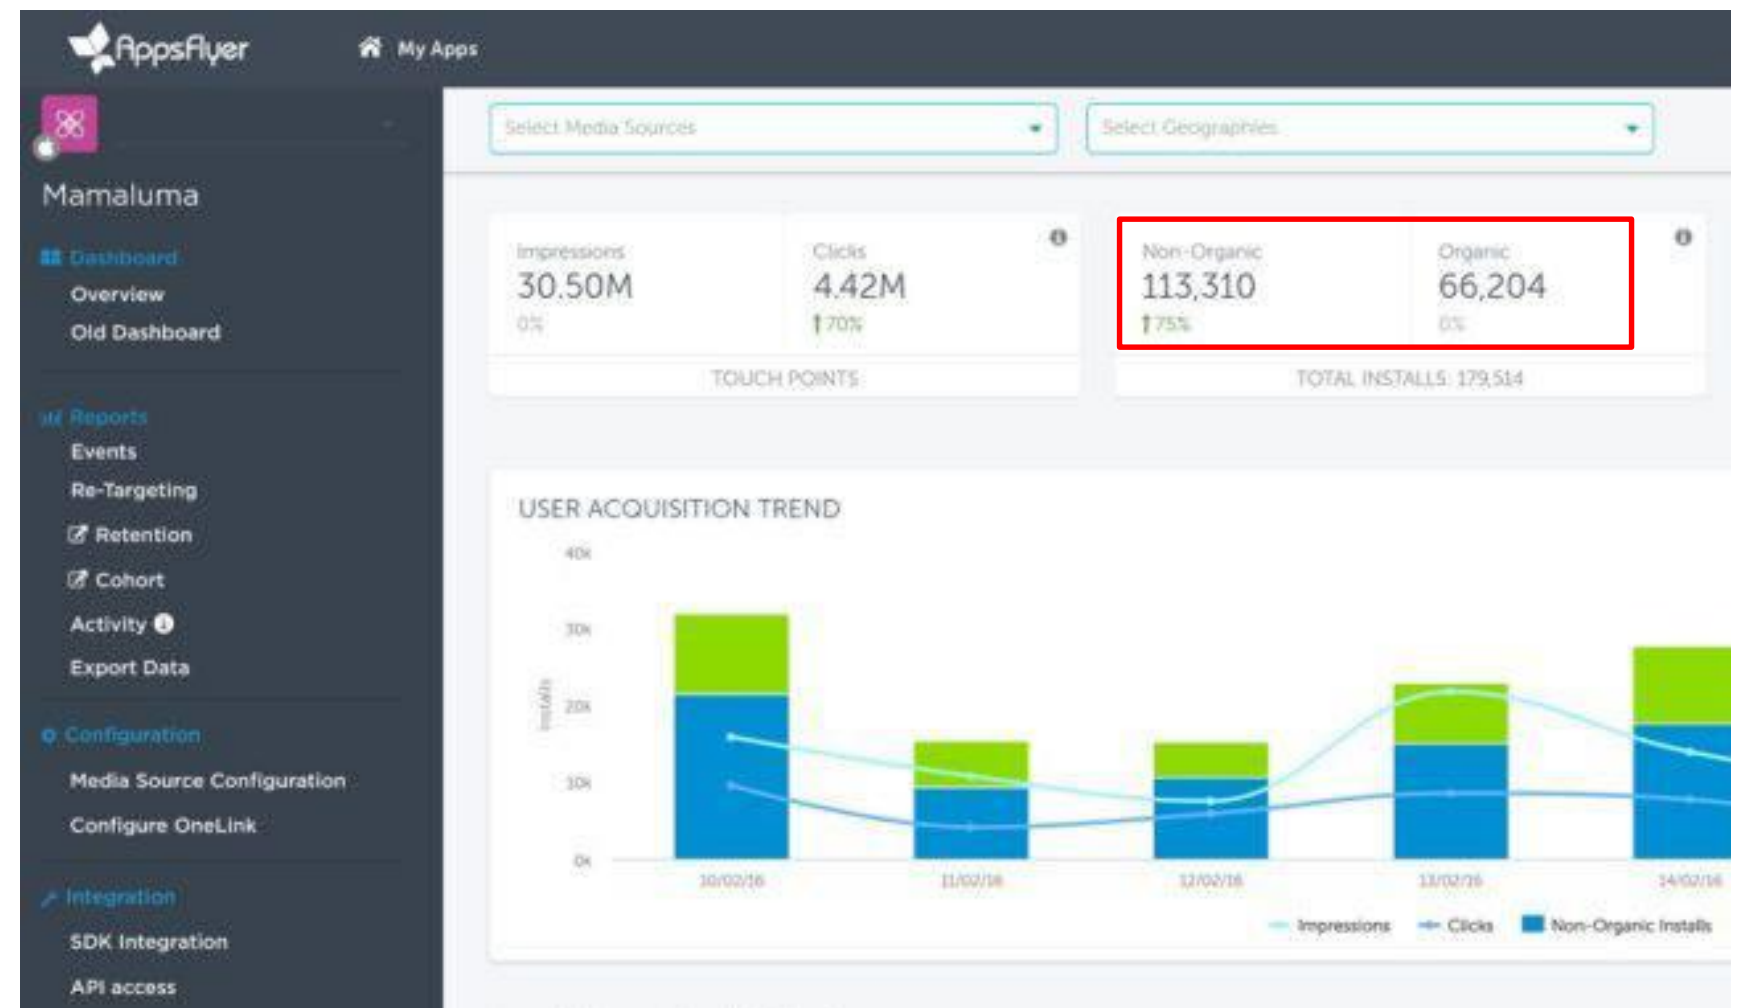 AppsFlyer
My Apps
Select Media Sources
Select Geographies
Mamaluma
Dashboard
Overview
Old Dashboard
Reports
Events
Re-Targeting
Retention
Cohort
Activity
Export Data
Configuration
Media Source Configuration
Configure OneLink
Integration
SDK Integration
API access
Impressions
30.50M
0%
Clicks
4.42M
70%
TOUCH POINTS
Non-Organic
113,310
75%
Organic
66,204
0%
TOTAL INSTALLS: 179,514
USER ACQUISITION TREND
40k
30k
20k
10k
0k
Installs
10/02/16
11/02/16
12/02/16
13/02/16
14/02/16
Impressions
Clicks
Non-Organic Installs